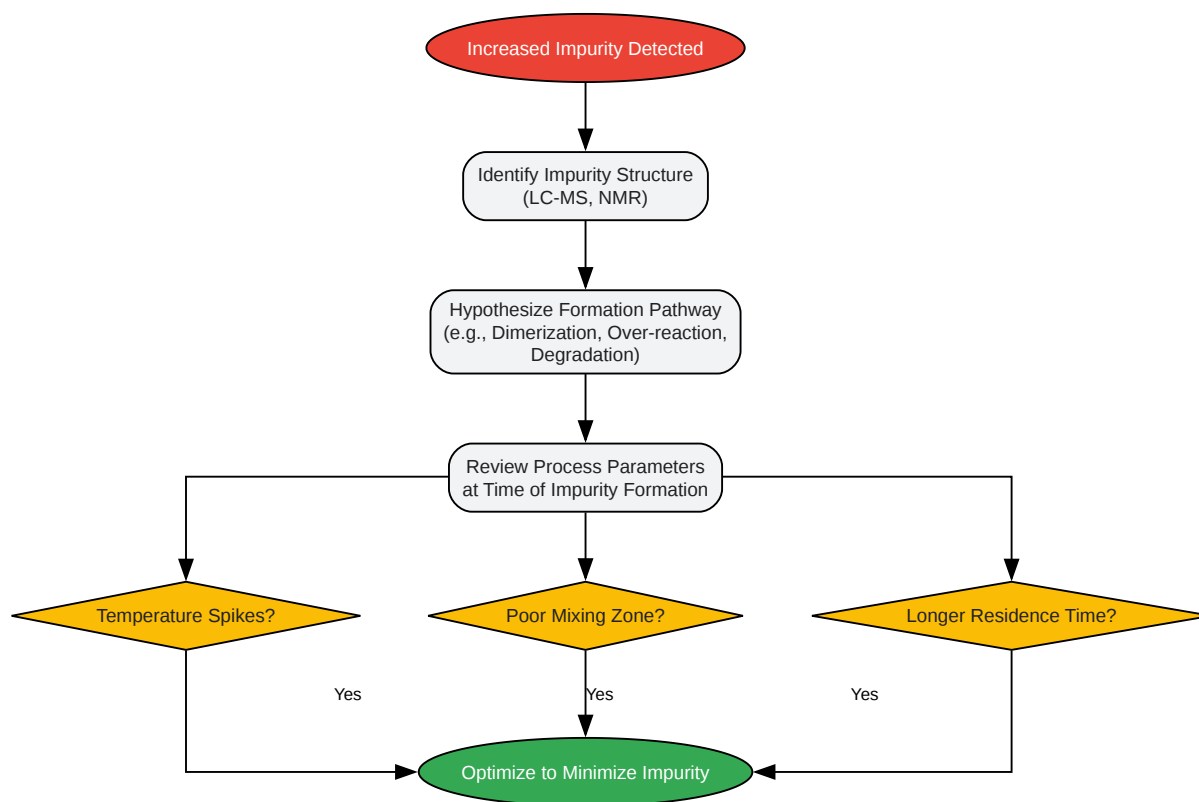 Increased Impurity Detected
Identify Impurity Structure
(LC-MS, NMR)
Hypothesize Formation Pathway
(e.g., Dimerization, Over-reaction,
Degradation)
Review Process Parameters
at Time of Impurity Formation
Temperature Spikes?
Poor Mixing Zone?
Longer Residence Time?
Yes
Yes
Yes
Optimize to Minimize Impurity